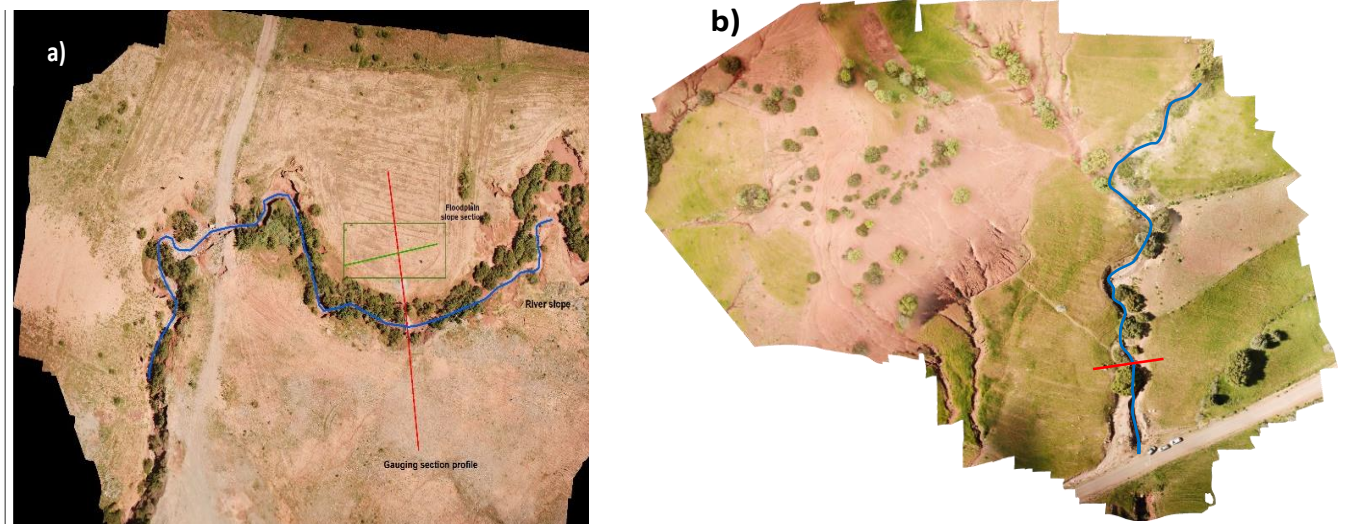 a)
b)
Floodplain
slope section
River slope
Gauging section profile